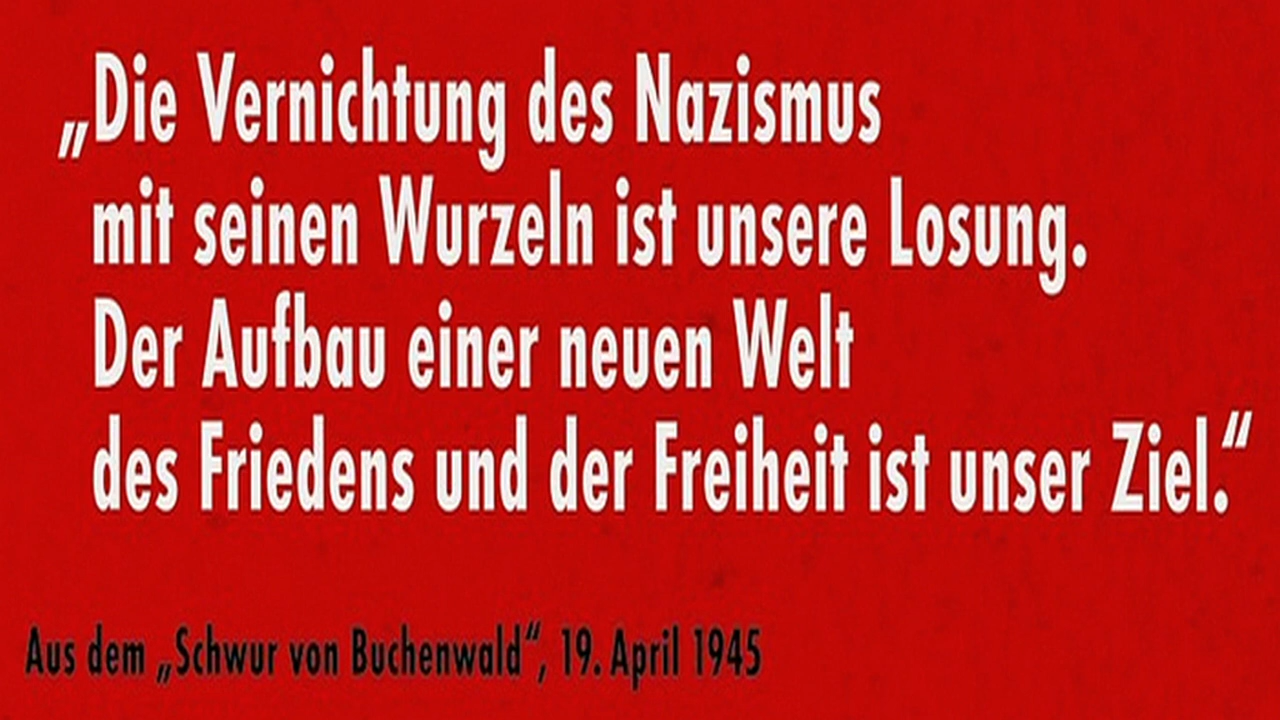 „Die Vernichtung des Nazismus
mit seinen Wurzeln ist unsere Losung.
Der Aufbau einer neuen Welt
des Friedens und der Freiheit ist unser Ziel.“
Aus dem „Schwur von Buchenwald“, 19. April 1945